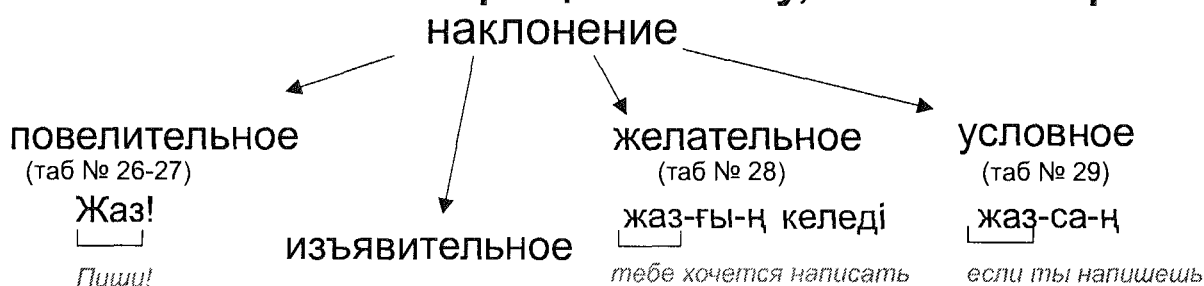 наклонение
повелительное
(таб № 26-27)
Жаз!
Пиши!
изъявительное
желательное
(таб № 28)
жаз-ғы-ң келеді
тебе хочется написать
условное
(таб № 29)
жаз-са-ң
если ты напишешь